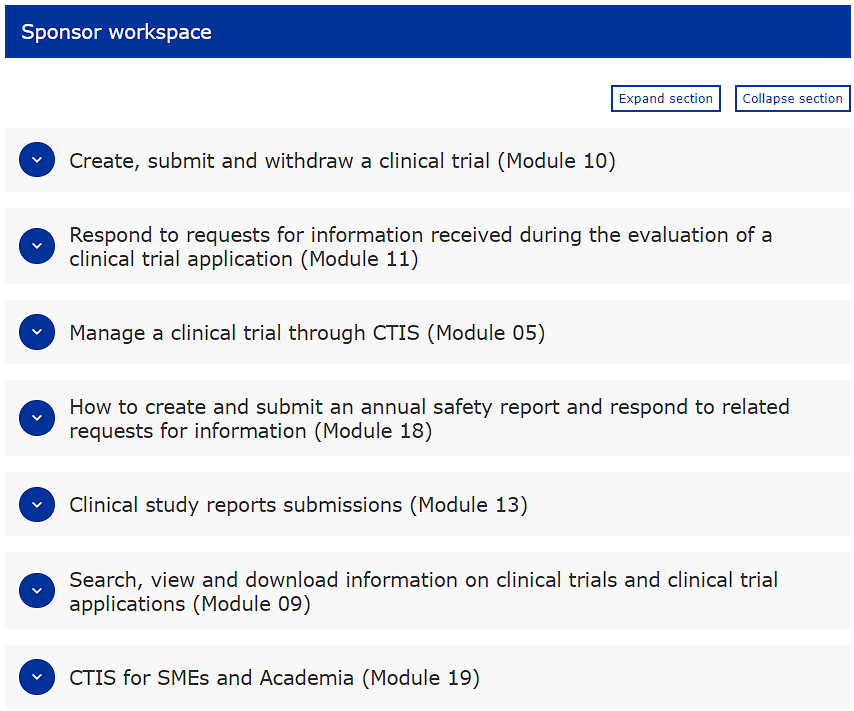 Sponsor workspace
Expand section
Collapse section
Create, submit and withdraw a clinical trial (Module 10)
Respond to requests for information received during the evaluation of a
clinical trial application (Module 11)
Manage a clinical trial through CTIS (Module 05)
How to create and submit an annual safety report and respond to related
requests for information (Module 18)
Clinical study reports submissions (Module 13)
Search, view and download information on clinical trials and clinical trial
applications (Module 09)
CTIS for SMEs and Academia (Module 19)